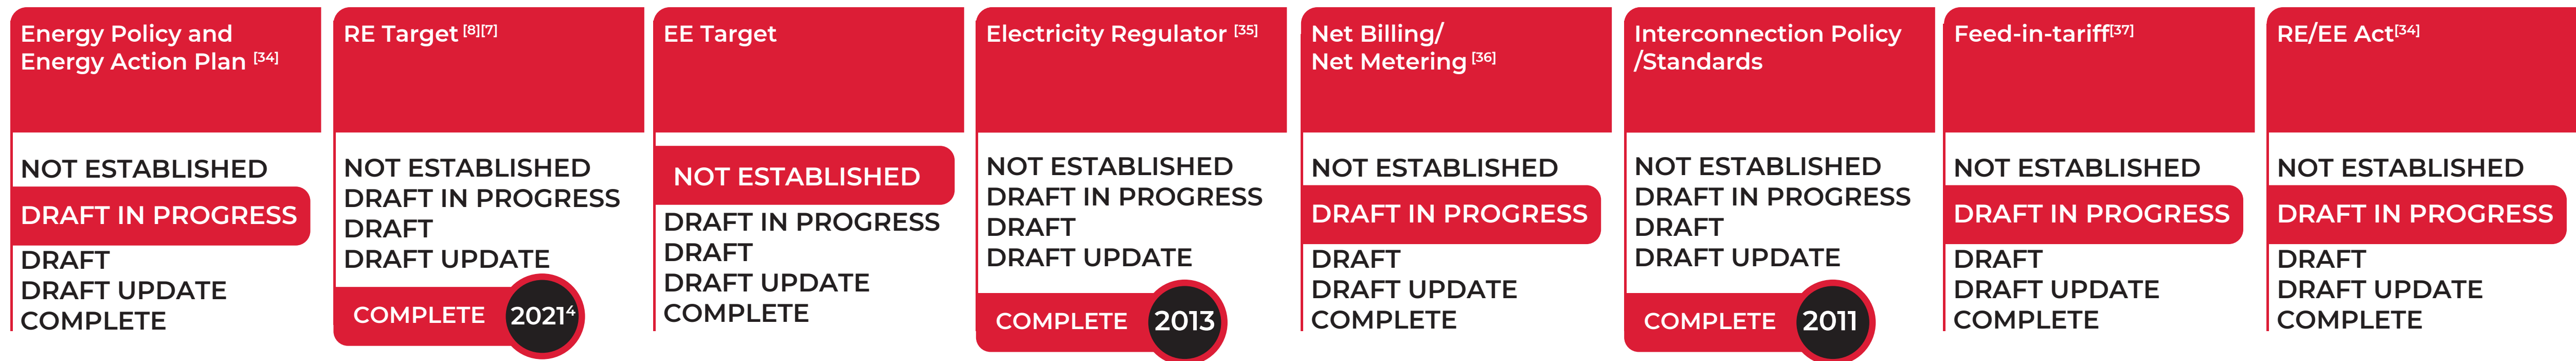 Energy Policy and
Energy Action Plan [34]
NOT ESTABLISHED
DRAFT IN PROGRESS
DRAFT
DRAFT UPDATE
COMPLETE
RE Target [8][7]
NOT ESTABLISHED
DRAFT IN PROGRESS
DRAFT
DRAFT UPDATE
COMPLETE 2021⁴
EE Target
NOT ESTABLISHED
DRAFT IN PROGRESS
DRAFT
DRAFT UPDATE
COMPLETE
Electricity Regulator [35]
NOT ESTABLISHED
DRAFT IN PROGRESS
DRAFT
DRAFT UPDATE
COMPLETE 2013
Net Billing/
Net Metering [36]
NOT ESTABLISHED
DRAFT IN PROGRESS
DRAFT
DRAFT UPDATE
COMPLETE
Interconnection Policy
/Standards
NOT ESTABLISHED
DRAFT IN PROGRESS
DRAFT
DRAFT UPDATE
COMPLETE 2011
Feed-in-tariff[37]
NOT ESTABLISHED
DRAFT IN PROGRESS
DRAFT
DRAFT UPDATE
COMPLETE
RE/EE Act[34]
NOT ESTABLISHED
DRAFT IN PROGRESS
DRAFT
DRAFT UPDATE
COMPLETE